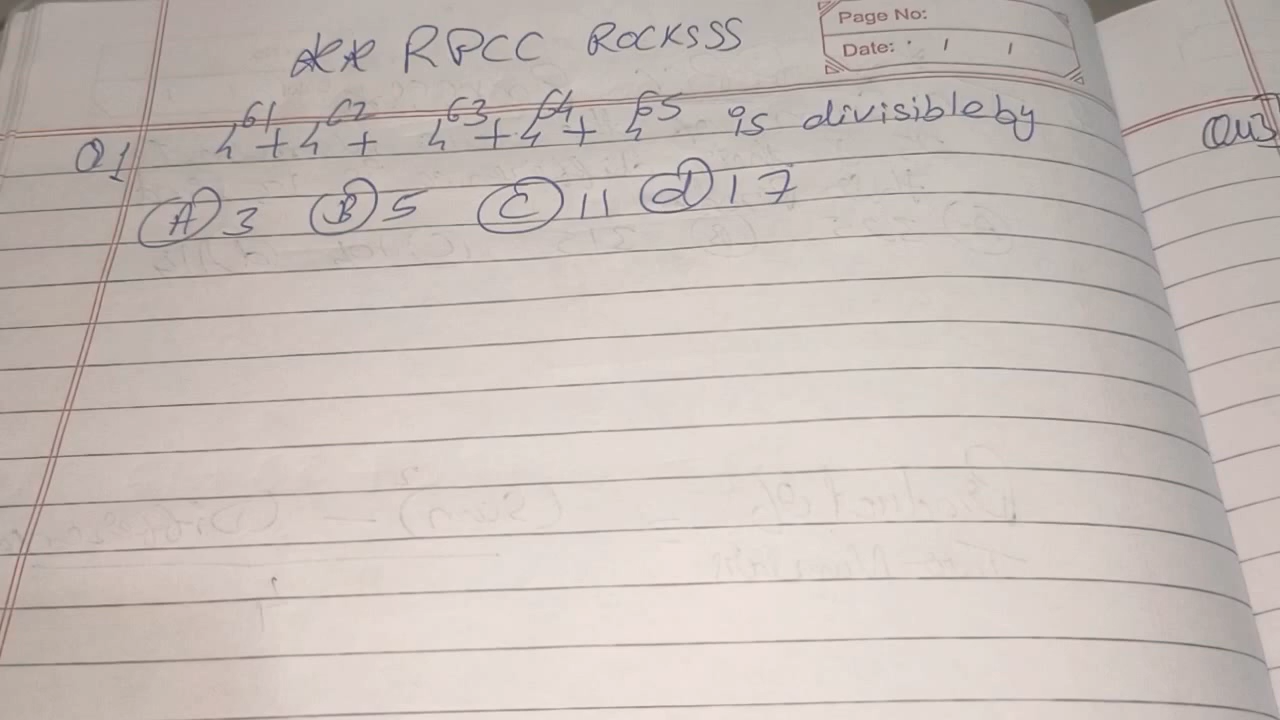 RPCC ROCKSSS
Page No:
Date: / /
Q1 4^61 + 4^62 + 4^63 + 4^64 + 4^65 is divisible by
(A) 3 (B) 5 (C) 11 (d) 17